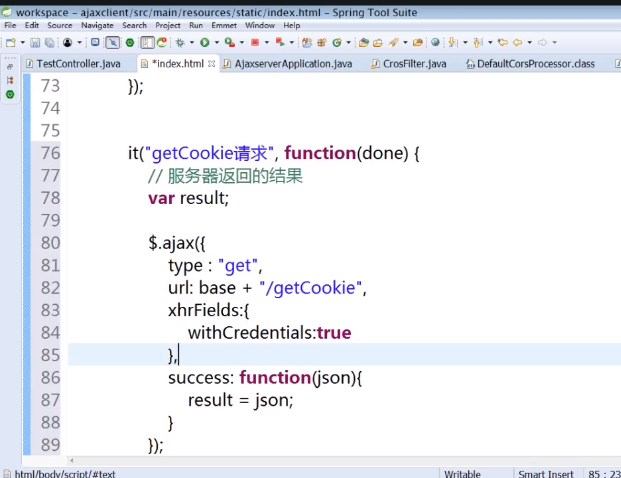 workspace - ajaxclient/src/main/resources/static/index.html - Spring Tool Suite
File Edit Source Navigate Search Project Run Emmet Window Help
TestController.java *index.html AjaxserverApplication.java CrosFilter.java DefaultCorsProcessor.class
73 });
74
75
76 it("getCookie请求", function(done) {
77 // 服务器返回的结果
78 var result;
79
80 $.ajax({
81 type : "get",
82 url: base + "/getCookie",
83 xhrFields:{
84 withCredentials:true
85 },
86 success: function(json){
87 result = json;
88 }
89 });
html/body/script/#text Writable Smart Insert 85 : 23